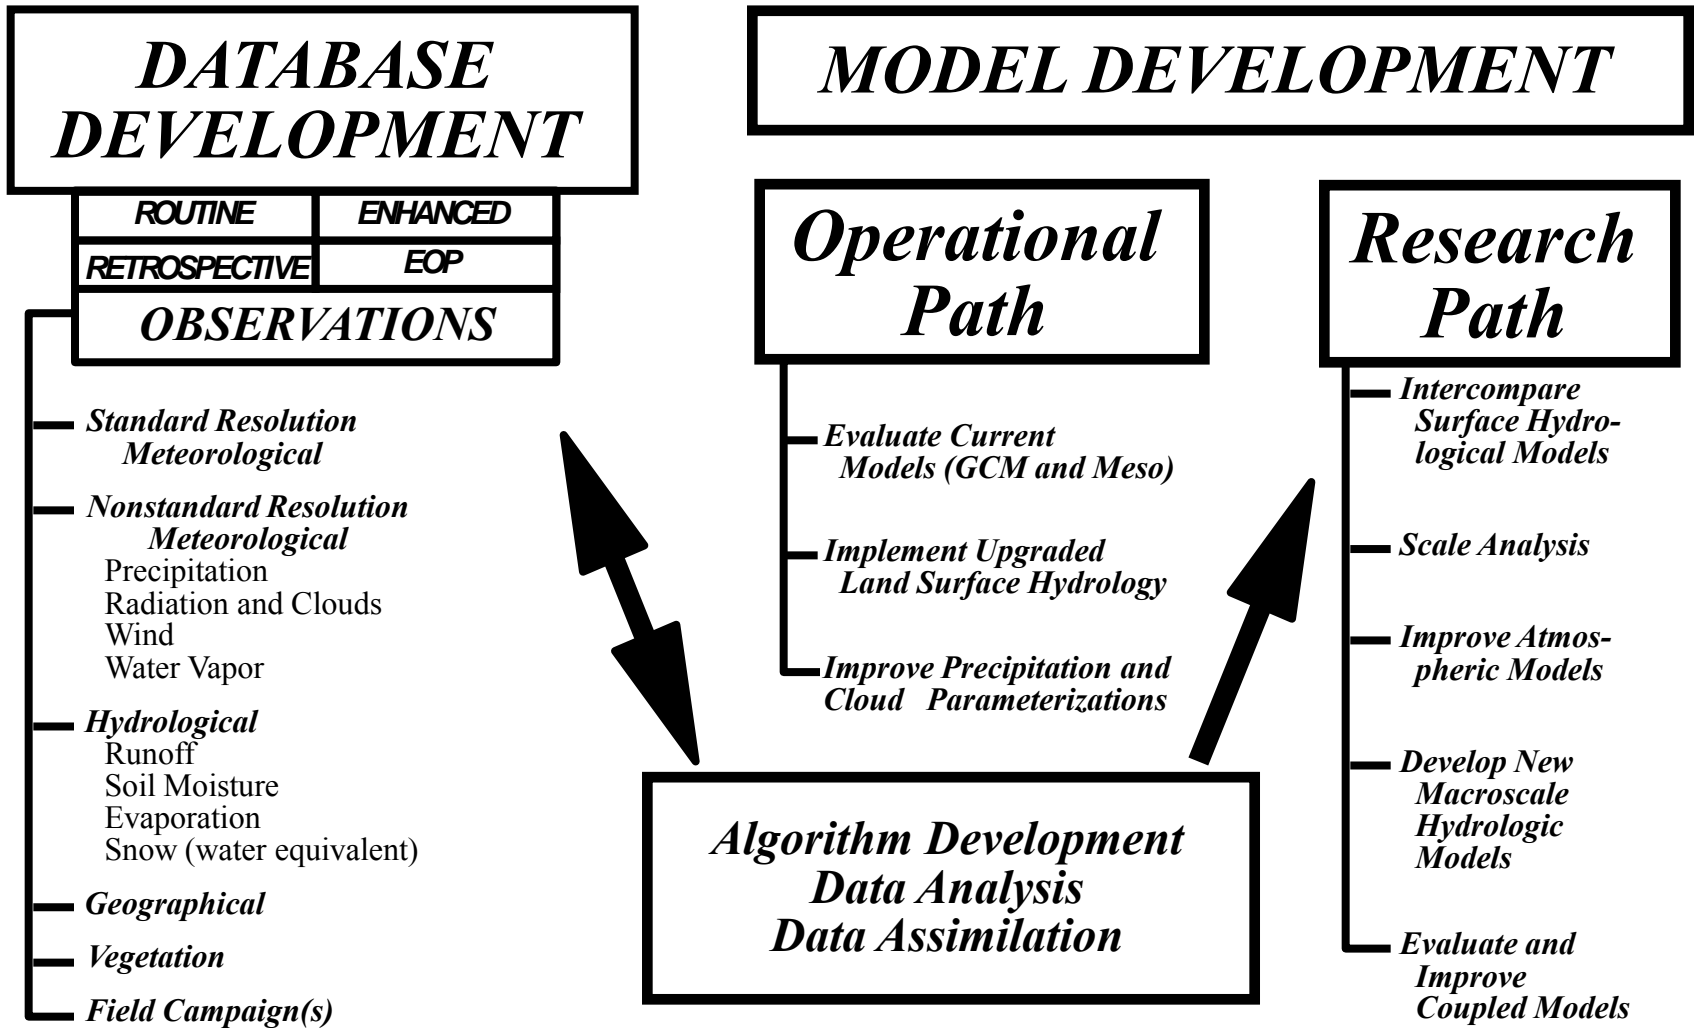 DATABASE
DEVELOPMENT
ROUTINE
ENHANCED
RETROSPECTIVE
EOP
OBSERVATIONS
Standard Resolution
Meteorological
Nonstandard Resolution
Meteorological
Precipitation
Radiation and Clouds
Wind
Water Vapor
Hydrological
Runoff
Soil Moisture
Evaporation
Snow (water equivalent)
Geographical
Vegetation
Field Campaign(s)
MODEL DEVELOPMENT
Operational
Path
Evaluate Current
Models (GCM and Meso)
Implement Upgraded
Land Surface Hydrology
Improve Precipitation and
Cloud Parameterizations
Research
Path
Intercompare
Surface Hydro-
logical Models
Scale Analysis
Improve Atmos-
pheric Models
Develop New
Macroscale
Hydrologic
Models
Evaluate and
Improve
Coupled Models
Algorithm Development
Data Analysis
Data Assimilation